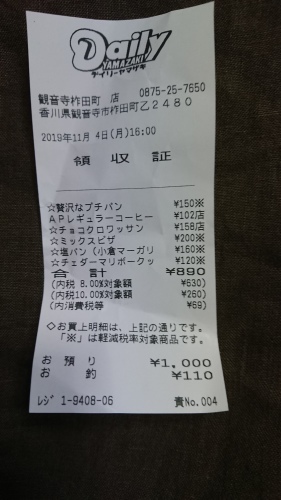 Daily
YAMAZAKI
デイリーヤマザキ
観音寺柞田町 店 0875-25-7650
香川県観音寺市柞田町乙2480
2019年11月 4日(月)16:00
領 収 証
☆贅沢なプチパン ¥150※
APレギュラーコーヒー ¥102店
☆チョコクロワッサン ¥158店
☆ミックスピザ ¥200※
☆塩パン(小倉マーガリ ¥160※
☆チェダーマリボークッ ¥120※
合 計 ¥890
(内税 8.00%対象額 ¥630)
(内税10.00%対象額 ¥260)
(内消費税等 ¥69)
◇お買上明細は、上記の通りです。
「※」は軽減税率対象商品です。
お 預 り ¥1,000
お 釣 ¥110
レジ 1-9408-06 責No.004